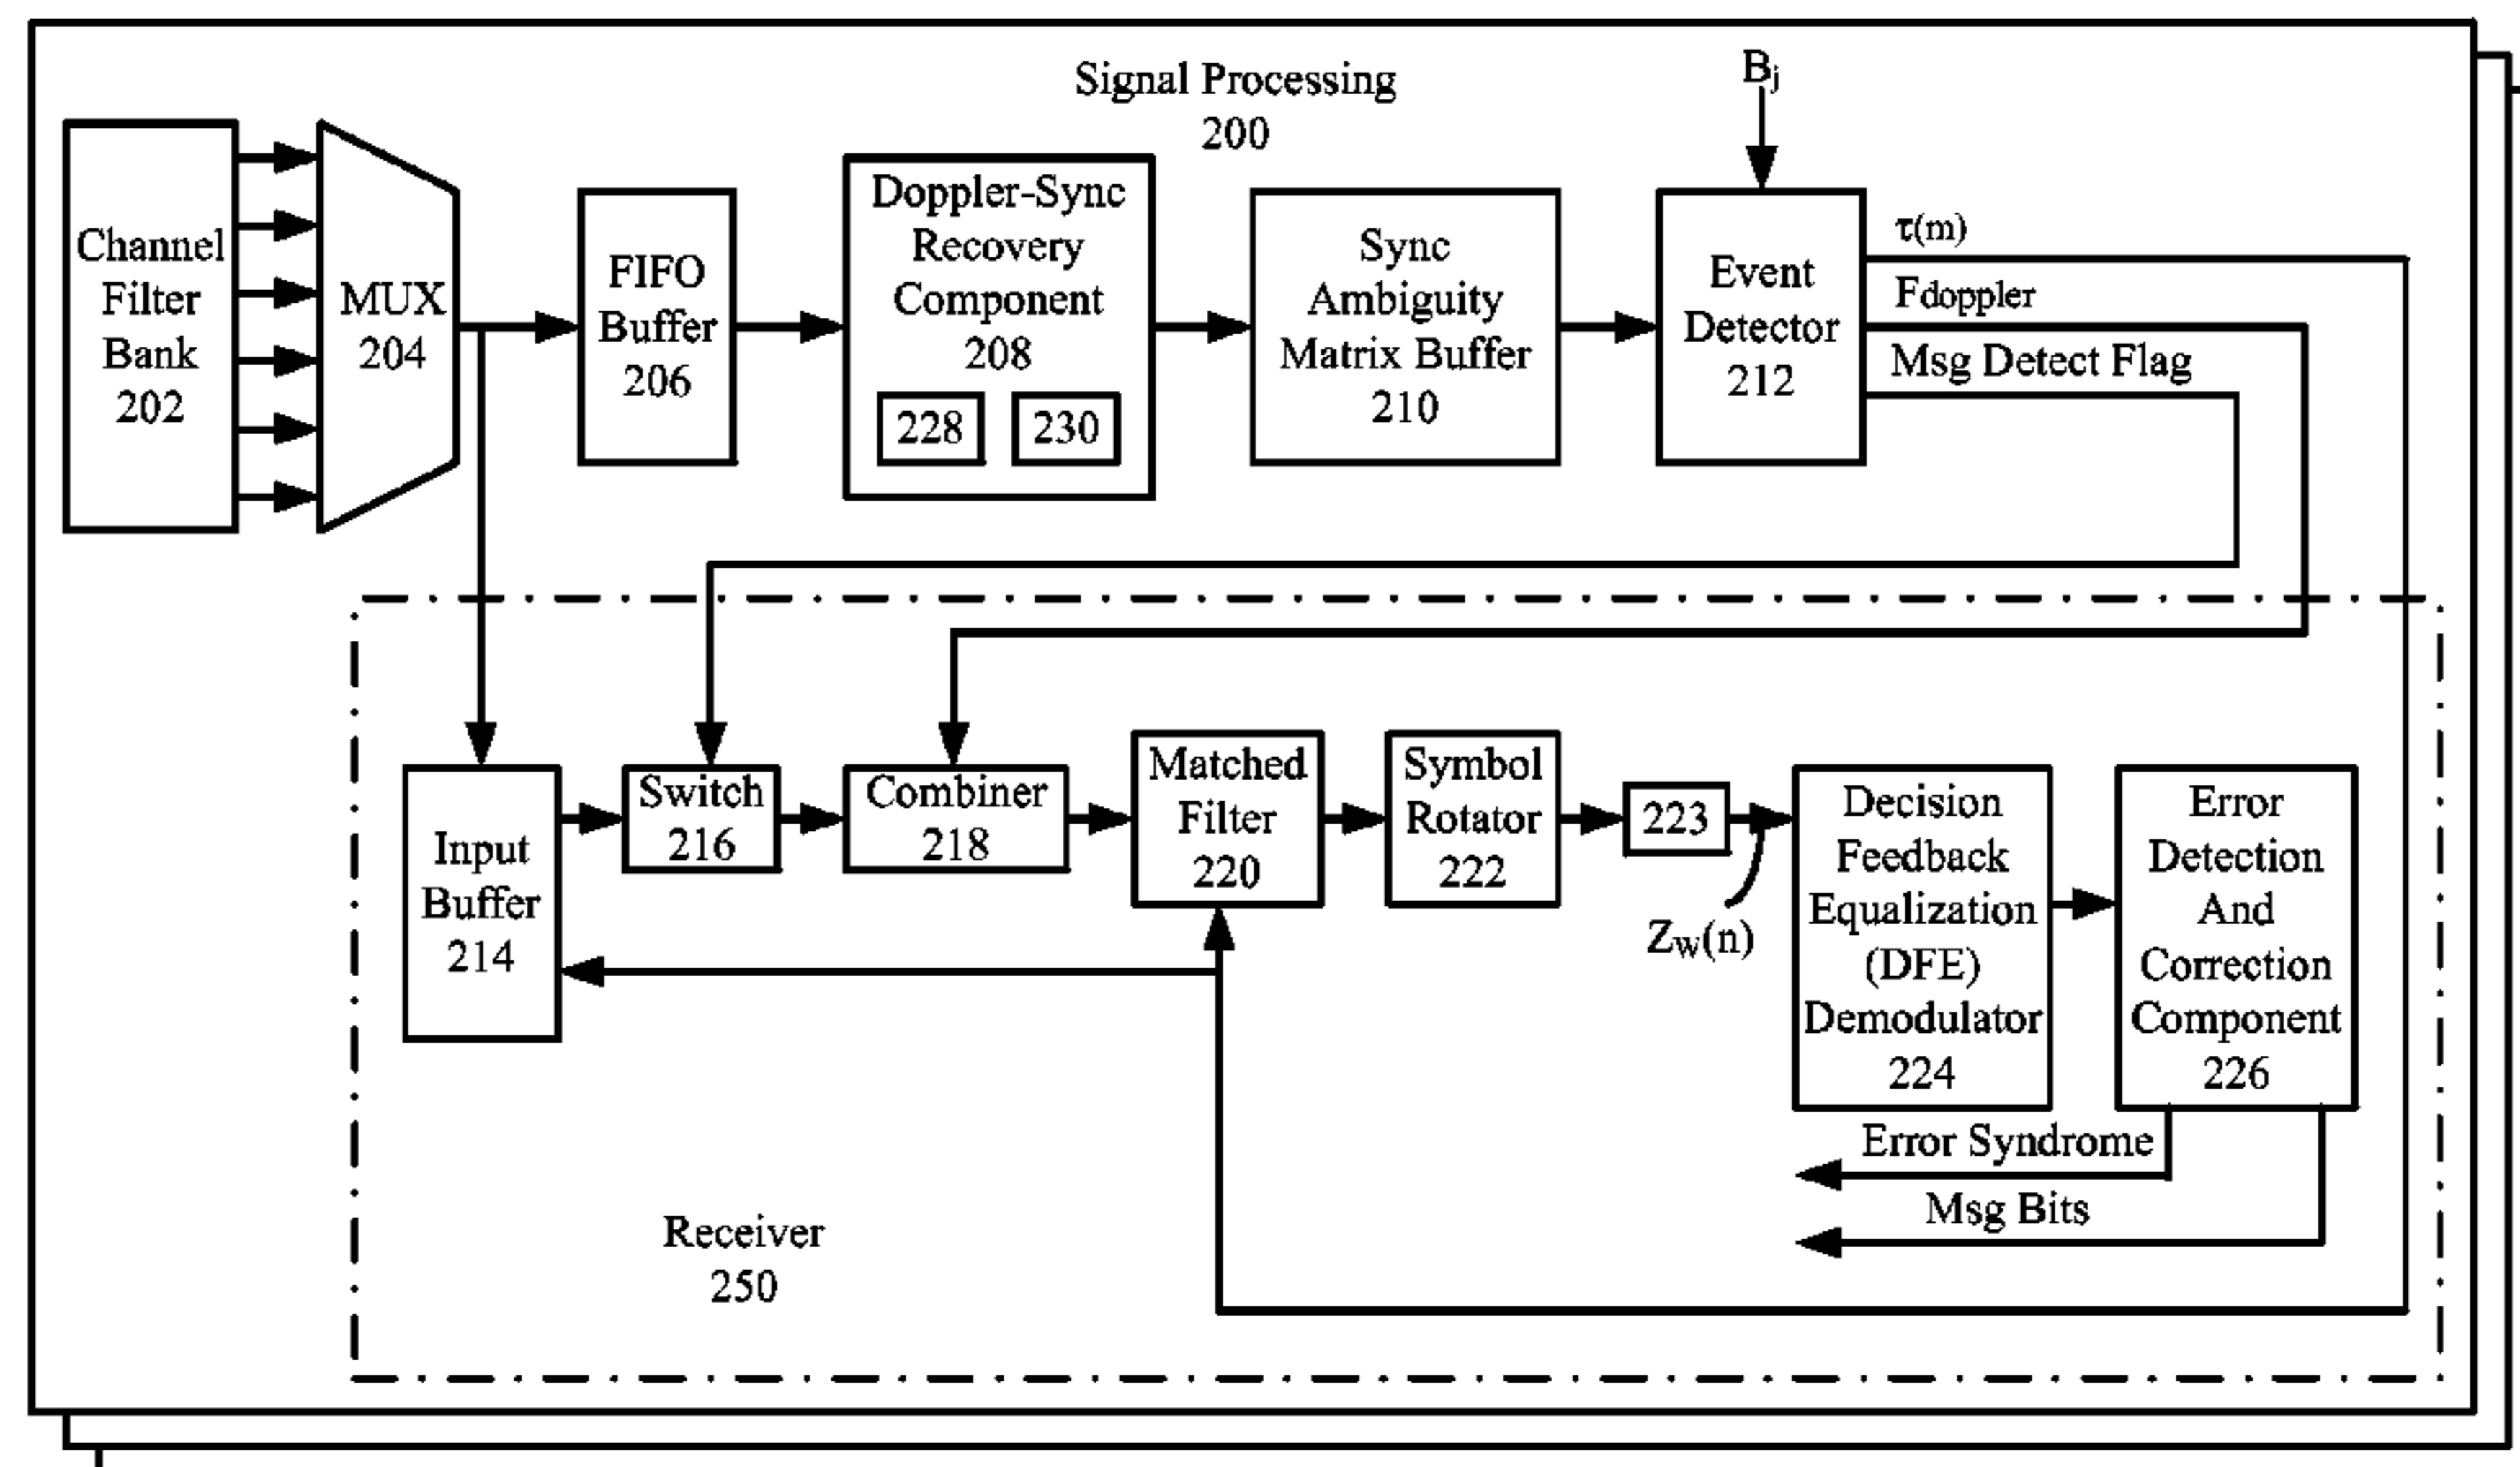 Signal Processing
200
B_j
Channel
Filter
Bank
202
MUX
204
FIFO
Buffer
206
Doppler-Sync
Recovery
Component
208
228
230
Sync
Ambiguity
Matrix Buffer
210
Event
Detector
212
τ(m)
Fdoppler
Msg Detect Flag
Input
Buffer
214
Switch
216
Combiner
218
Matched
Filter
220
Symbol
Rotator
222
223
Zw(n)
Decision
Feedback
Equalization
(DFE)
Demodulator
224
Error
Detection
And
Correction
Component
226
Error Syndrome
Msg Bits
Receiver
250